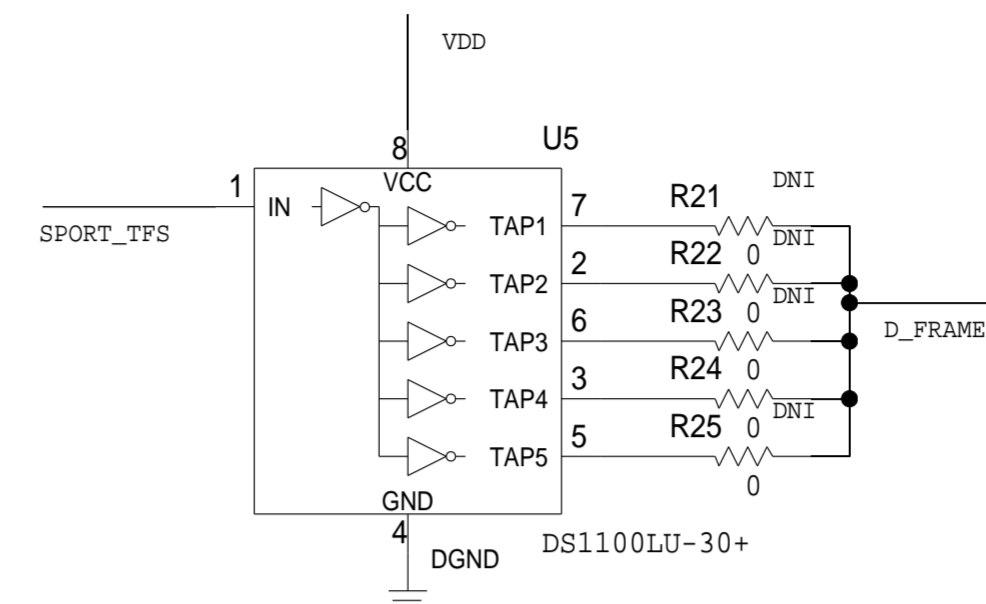 VDD
U5
8
VCC
1
IN
SPORT_TFS
TAP1
7
R21
DNI
0
TAP2
2
R22
DNI
0
TAP3
6
R23
DNI
0
D_FRAME
TAP4
3
R24
0
TAP5
5
R25
DNI
0
GND
4
DGND
DS1100LU-30+